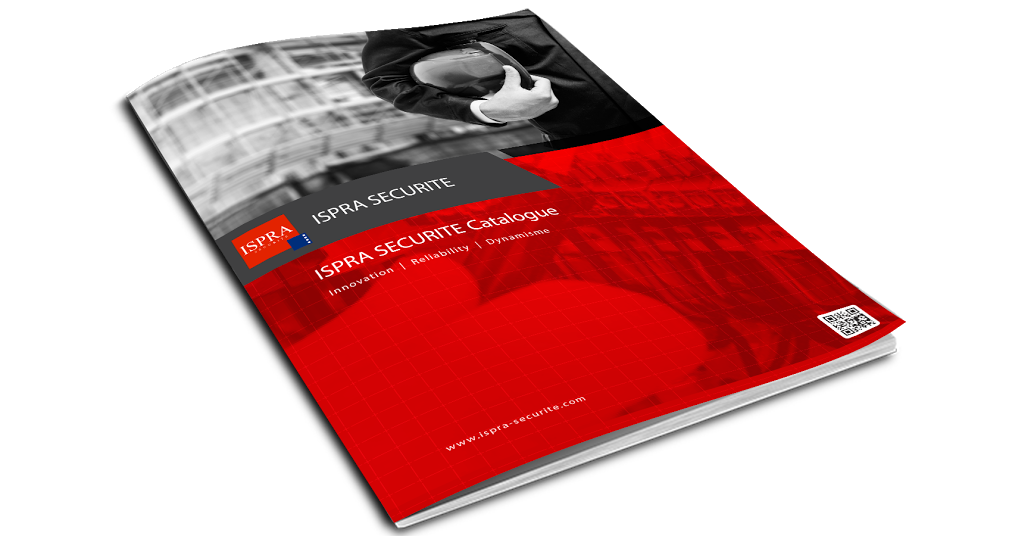 ISPRA SECURITE
ISPRA
ISPRA SECURITE Catalogue
Innovation | Reliability | Dynamisme
www.ispra-securite.com